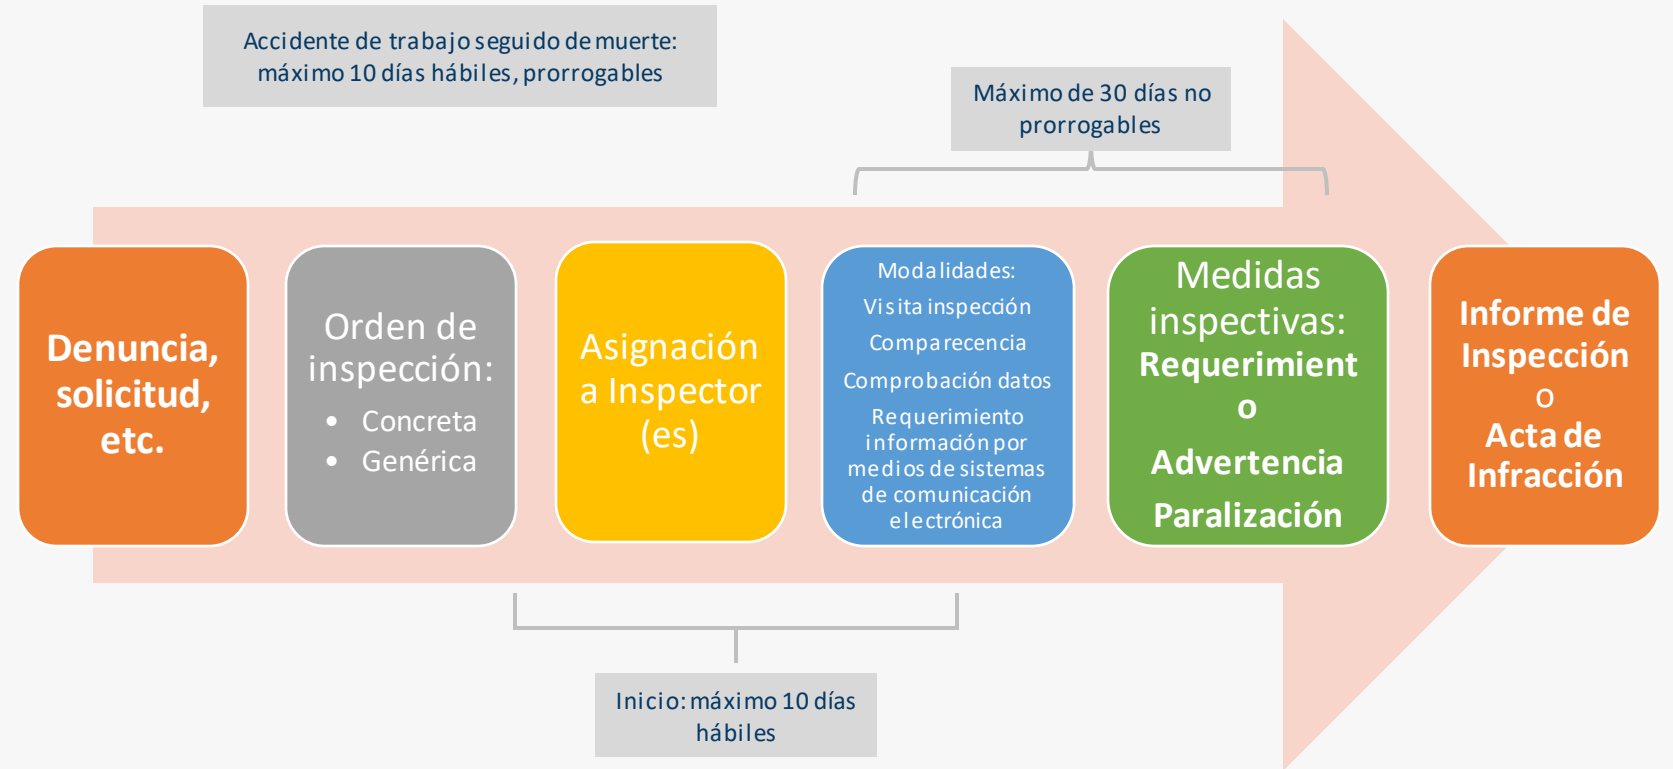 Accidente de trabajo seguido de muerte:
máximo 10 días hábiles, prorrogables
Máximo de 30 días no
prorrogables
Denuncia,
solicitud,
etc.
Orden de
inspección:
• Concreta
• Genérica
Asignación
a Inspector
(es)
Modalidades:
Visita inspección
Comparecencia
Comprobación datos
Requerimiento
información por
medios de sistemas
de comunicación
electrónica
Medidas
inspectivas:
Requerimient
o
Advertencia
Paralización
Informe de
Inspección
o
Acta de
Infracción
Inicio: máximo 10 días
hábiles